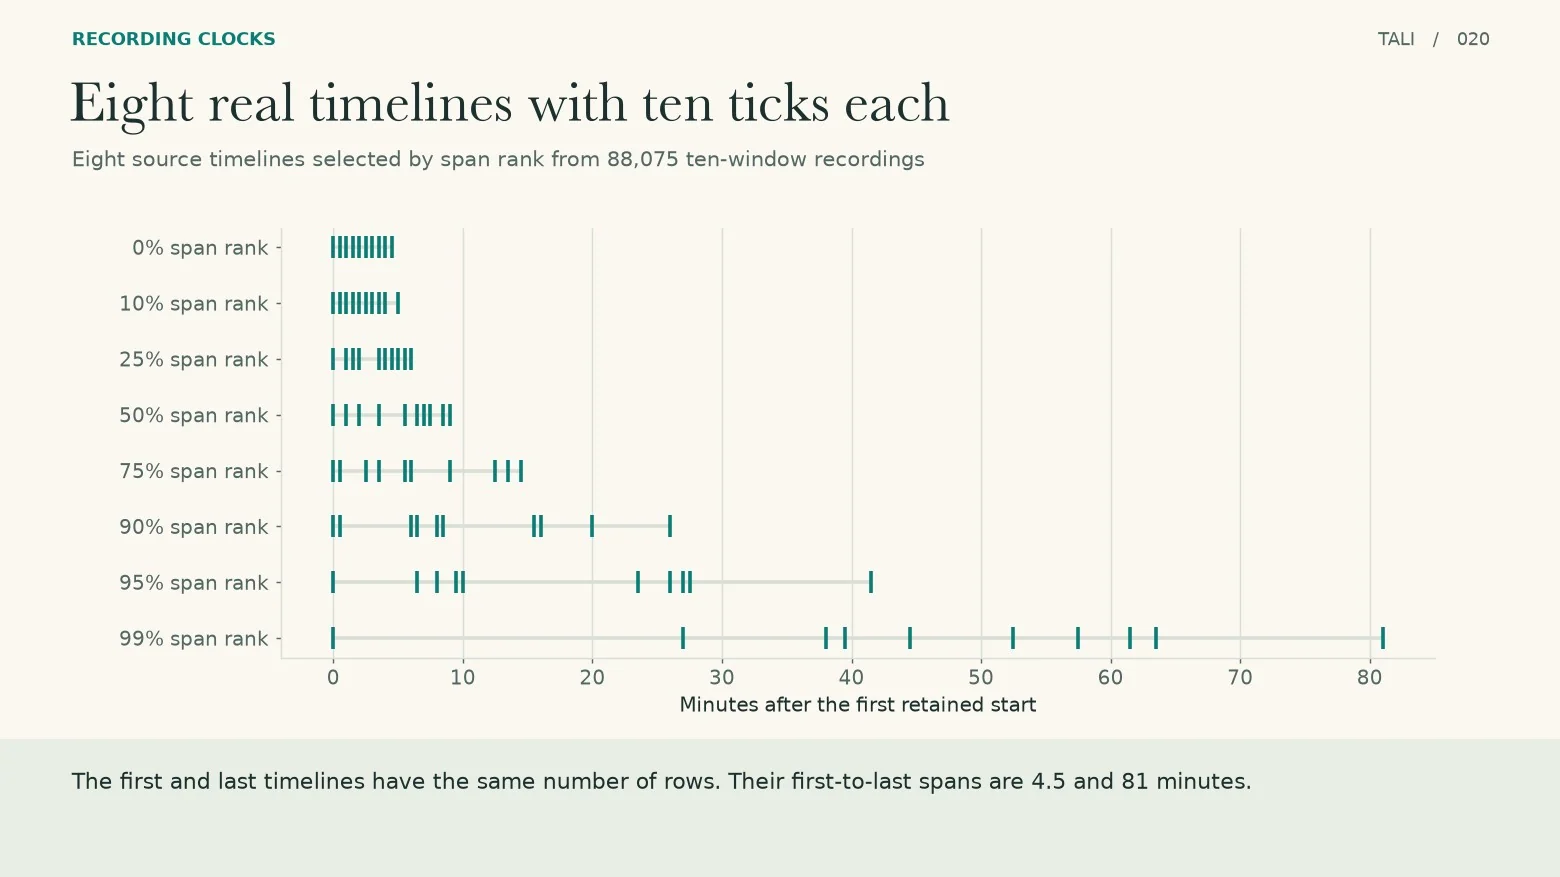 RECORDING CLOCKS
TALI / 020
Eight real timelines with ten ticks each
Eight source timelines selected by span rank from 88,075 ten-window recordings
0% span rank
10% span rank
25% span rank
50% span rank
75% span rank
90% span rank
95% span rank
99% span rank
0 10 20 30 40 50 60 70 80
Minutes after the first retained start
The first and last timelines have the same number of rows. Their first-to-last spans are 4.5 and 81 minutes.